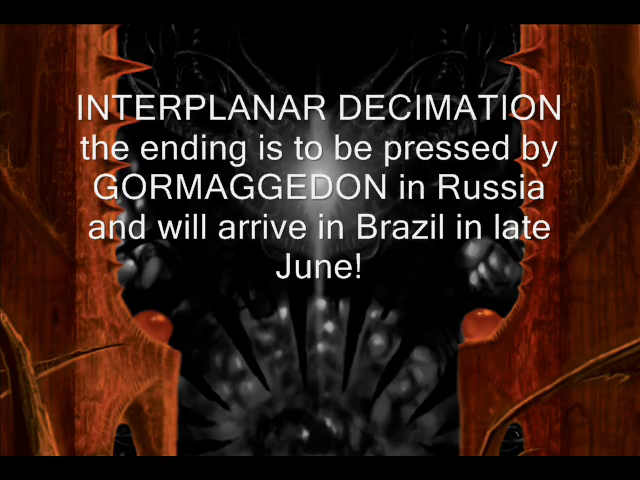 INTERPLANAR DECIMATION
the ending is to be pressed by
GORMAGGEDON in Russia
and will arrive in Brazil in late
June!